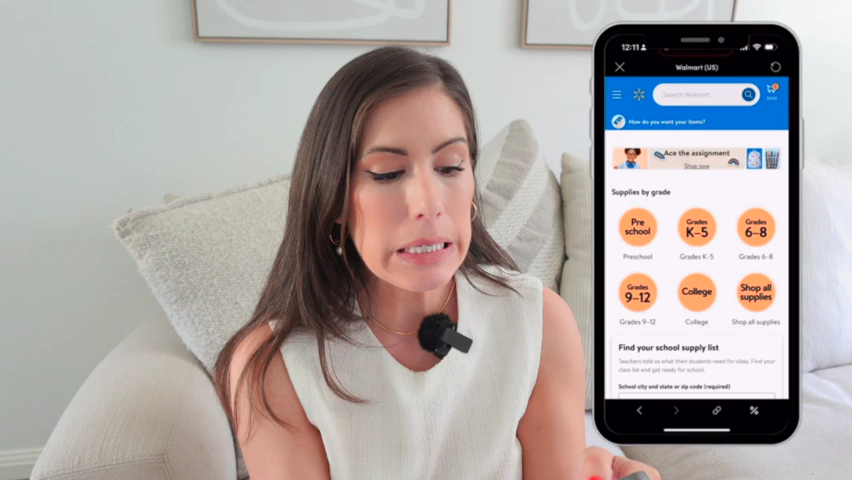 12:11
Walmart (US)
Search Walmart
How do you want your items?
Ace the assignment
Shop now
Supplies by grade
Pre school
Grades K–5
Grades 6–8
Preschool
Grades K-5
Grades 6-8
Grades 9–12
College
Shop all supplies
Grades 9-12
College
Shop all supplies
Find your school supply list
Teachers told us what their students need for class. Find your
class list and get ready for school.
School city and state or zip code (required)